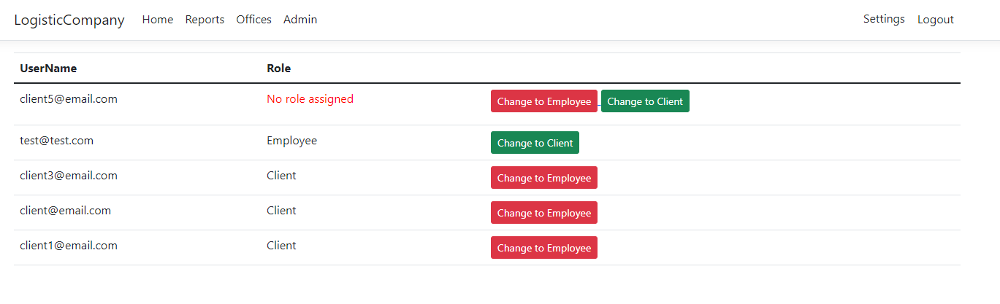 LogisticCompany Home Reports Offices Admin Settings Logout
UserName Role
client5@email.com No role assigned Change to Employee Change to Client
test@test.com Employee Change to Client
client3@email.com Client Change to Employee
client@email.com Client Change to Employee
client1@email.com Client Change to Employee